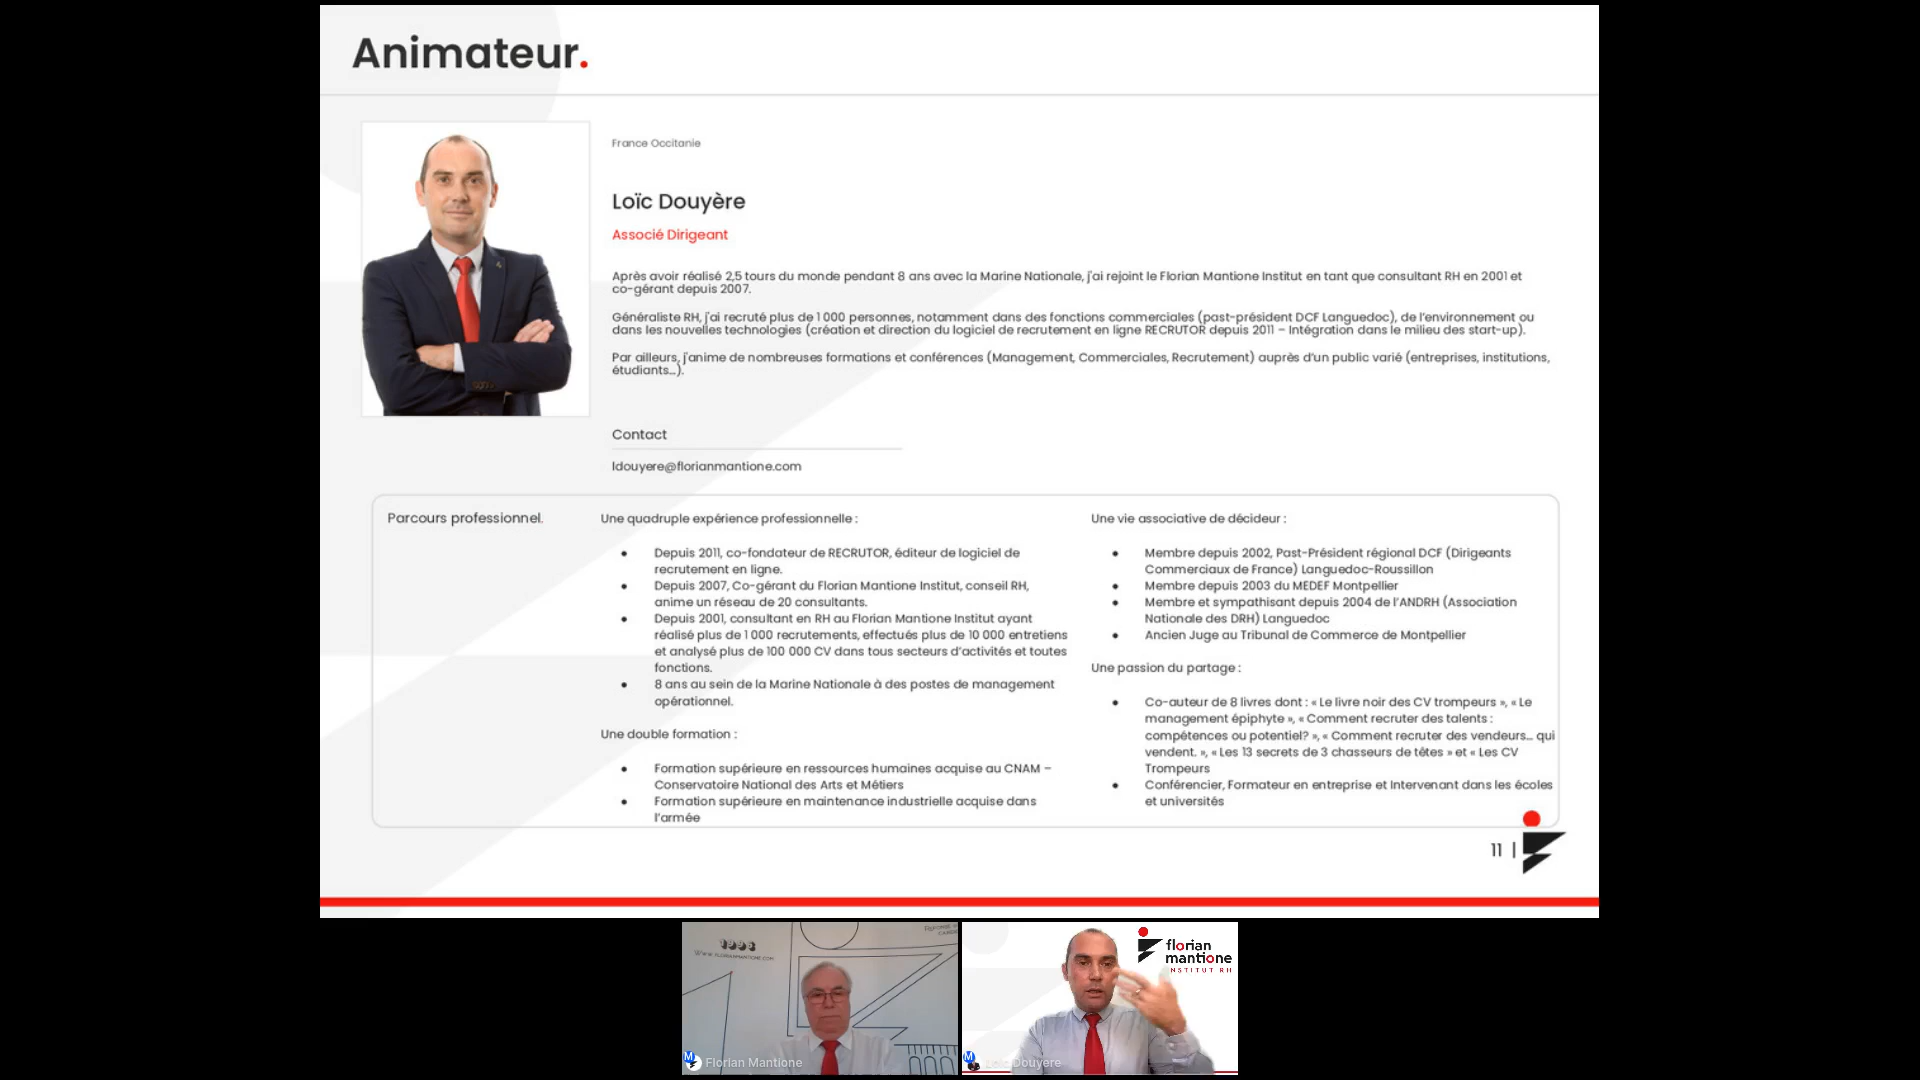 Animateur.
France Occitanie
Loïc Douyère
Associé Dirigeant
Après avoir réalisé 2,5 tours du monde pendant 8 ans avec la Marine Nationale, j'ai rejoint le Florian Mantione Institut en tant que consultant RH en 2001 et
co-gérant depuis 2007.
Généraliste RH, j'ai recruté plus de 1 000 personnes, notamment dans des fonctions commerciales (past-président DCF Languedoc), de l'environnement ou
dans les nouvelles technologies (création et direction du logiciel de recrutement en ligne RECRUTOR depuis 2011 – Intégration dans le milieu des start-up).
Par ailleurs, j'anime de nombreuses formations et conférences (Management, Commerciales, Recrutement) auprès d'un public varié (entreprises, institutions,
étudiants…).
Contact
ldouyere@florianmantione.com
Parcours professionnel.
Une quadruple expérience professionnelle :
• Depuis 2011, co-fondateur de RECRUTOR, éditeur de logiciel de
recrutement en ligne.
• Depuis 2007, Co-gérant du Florian Mantione Institut, conseil RH,
anime un réseau de 20 consultants.
• Depuis 2001, consultant en RH au Florian Mantione Institut ayant
réalisé plus de 1 000 recrutements, effectués plus de 10 000 entretiens
et analysé plus de 100 000 CV dans tous secteurs d'activités et toutes
fonctions.
• 8 ans au sein de la Marine Nationale à des postes de management
opérationnel.
Une double formation :
• Formation supérieure en ressources humaines acquise au CNAM –
Conservatoire National des Arts et Métiers
• Formation supérieure en maintenance industrielle acquise dans
l'armée
Une vie associative de décideur :
• Membre depuis 2002, Past-Président régional DCF (Dirigeants
Commerciaux de France) Languedoc-Roussillon
• Membre depuis 2003 du MEDEF Montpellier
• Membre et sympathisant depuis 2004 de l'ANDRH (Association
Nationale des DRH) Languedoc
• Ancien Juge au Tribunal de Commerce de Montpellier
Une passion du partage :
• Co-auteur de 8 livres dont : « Le livre noir des CV trompeurs », « Le
management épiphyte », « Comment recruter des talents :
compétences ou potentiel? », « Comment recruter des vendeurs… qui
vendent. », « Les 13 secrets de 3 chasseurs de têtes » et « Les CV
Trompeurs
• Conférencier, Formateur en entreprise et Intervenant dans les écoles
et universités
11 |
1996
www.florianmantione.com
Florian Mantione
florian
mantione
INSTITUT RH
Douyère